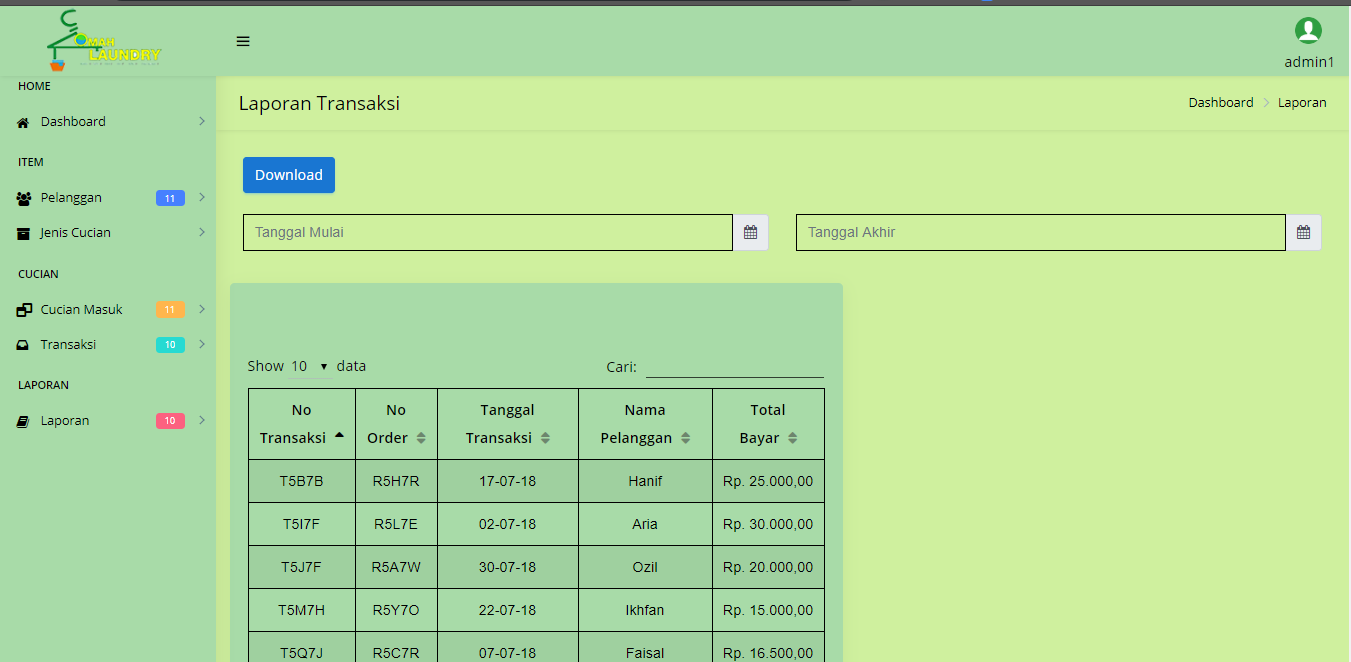 OMAH
LAUNDRY
admin1
HOME
Dashboard
ITEM
Pelanggan 11
Jenis Cucian
CUCIAN
Cucian Masuk 11
Transaksi 10
LAPORAN
Laporan 10
Laporan Transaksi
Dashboard > Laporan
Download
Tanggal Mulai
Tanggal Akhir
Show 10 data
Cari:
No Transaksi No Order Tanggal Transaksi Nama Pelanggan Total Bayar
T5B7B R5H7R 17-07-18 Hanif Rp. 25.000,00
T5I7F R5L7E 02-07-18 Aria Rp. 30.000,00
T5J7F R5A7W 30-07-18 Ozil Rp. 20.000,00
T5M7H R5Y7O 22-07-18 Ikhfan Rp. 15.000,00
T5Q7J R5C7R 07-07-18 Faisal Rp. 16.500,00